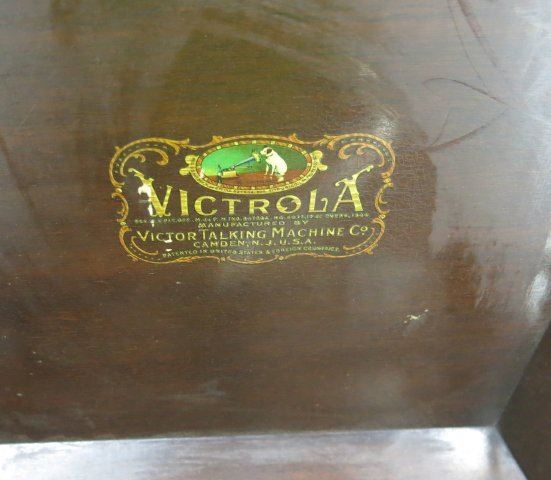 VICTROLA
MANUFACTURED BY
VICTOR TALKING MACHINE CO
CAMDEN, N.J. U.S.A.
PATENTED IN UNITED STATES & FOREIGN COUNTRIES